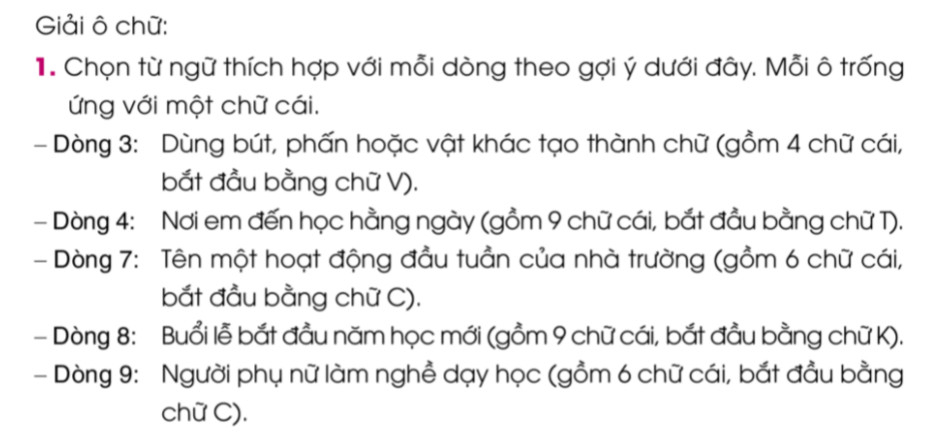 Giải ô chữ:
1. Chọn từ ngữ thích hợp với mỗi dòng theo gợi ý dưới đây. Mỗi ô trống
ứng với một chữ cái.
– Dòng 3: Dùng bút, phấn hoặc vật khác tạo thành chữ (gồm 4 chữ cái,
bắt đầu bằng chữ V).
– Dòng 4: Nơi em đến học hằng ngày (gồm 9 chữ cái, bắt đầu bằng chữ T).
– Dòng 7: Tên một hoạt động đầu tuần của nhà trường (gồm 6 chữ cái,
bắt đầu bằng chữ C).
– Dòng 8: Buổi lễ bắt đầu năm học mới (gồm 9 chữ cái, bắt đầu bằng chữ K).
– Dòng 9: Người phụ nữ làm nghề dạy học (gồm 6 chữ cái, bắt đầu bằng
chữ C).